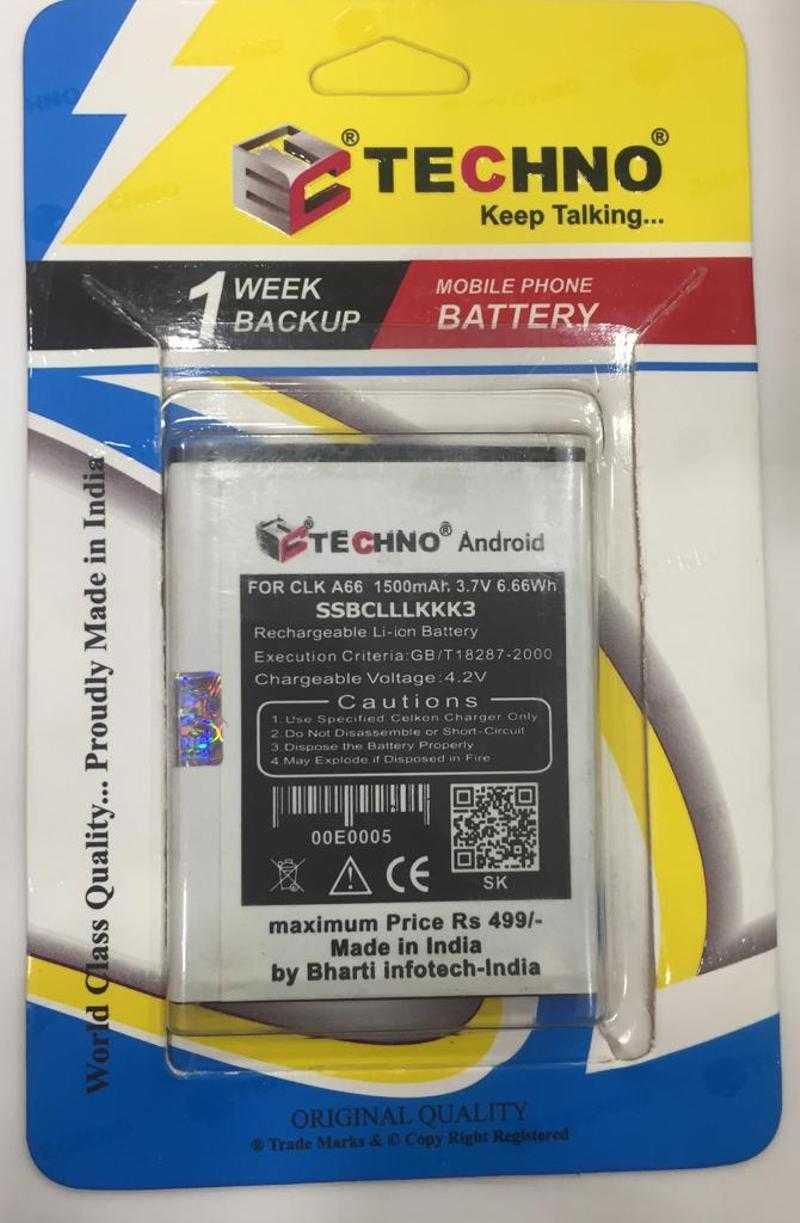 TECHNO®
Keep Talking...
1 WEEK
BACKUP
MOBILE PHONE
BATTERY
World Class Quality... Proudly Made in India
TECHNO® Android
FOR CLK A66 1500mAh 3.7V 6.66Wh
SSBCLLLKKK3
Rechargeable Li-ion Battery
Execution Criteria:GB/T18287-2000
Chargeable Voltage:4.2V
Cautions
1. Use Specified Celkon Charger Only
2. Do Not Disassemble or Short-Circuit
3. Dispose the Battery Properly
4. May Explode if Disposed in Fire
00E0005
CE
SK
maximum Price Rs 499/-
Made in India
by Bharti infotech-India
ORIGINAL QUALITY
® Trade Marks & © Copy Right Registered